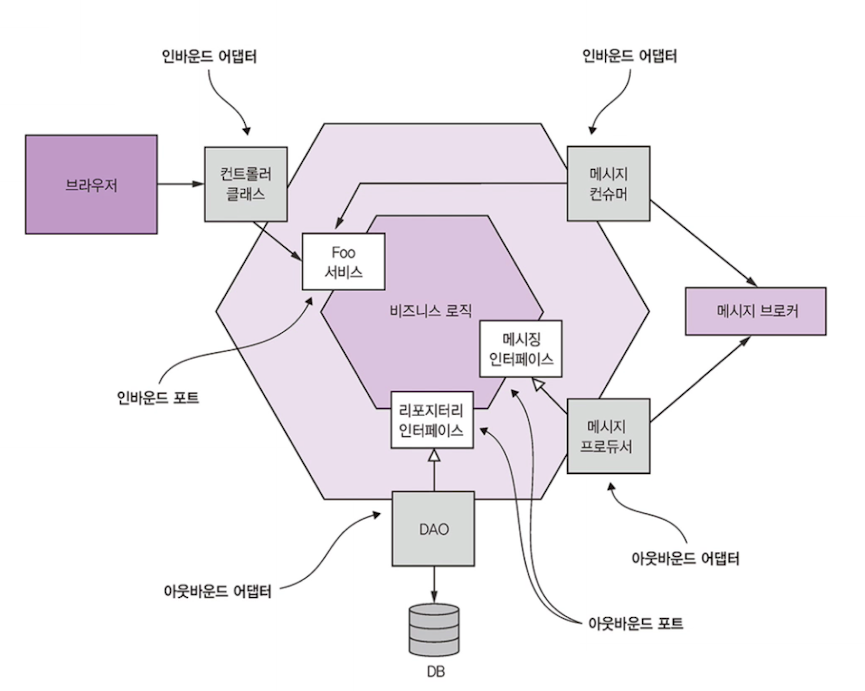 인바운드 어댑터
인바운드 어댑터
브라우저
컨트롤러
클래스
메시지
컨슈머
Foo
서비스
비즈니스 로직
메시지 브로커
메시징
인터페이스
인바운드 포트
리포지터리
인터페이스
메시지
프로듀서
DAO
아웃바운드 어댑터
아웃바운드 어댑터
아웃바운드 포트
DB